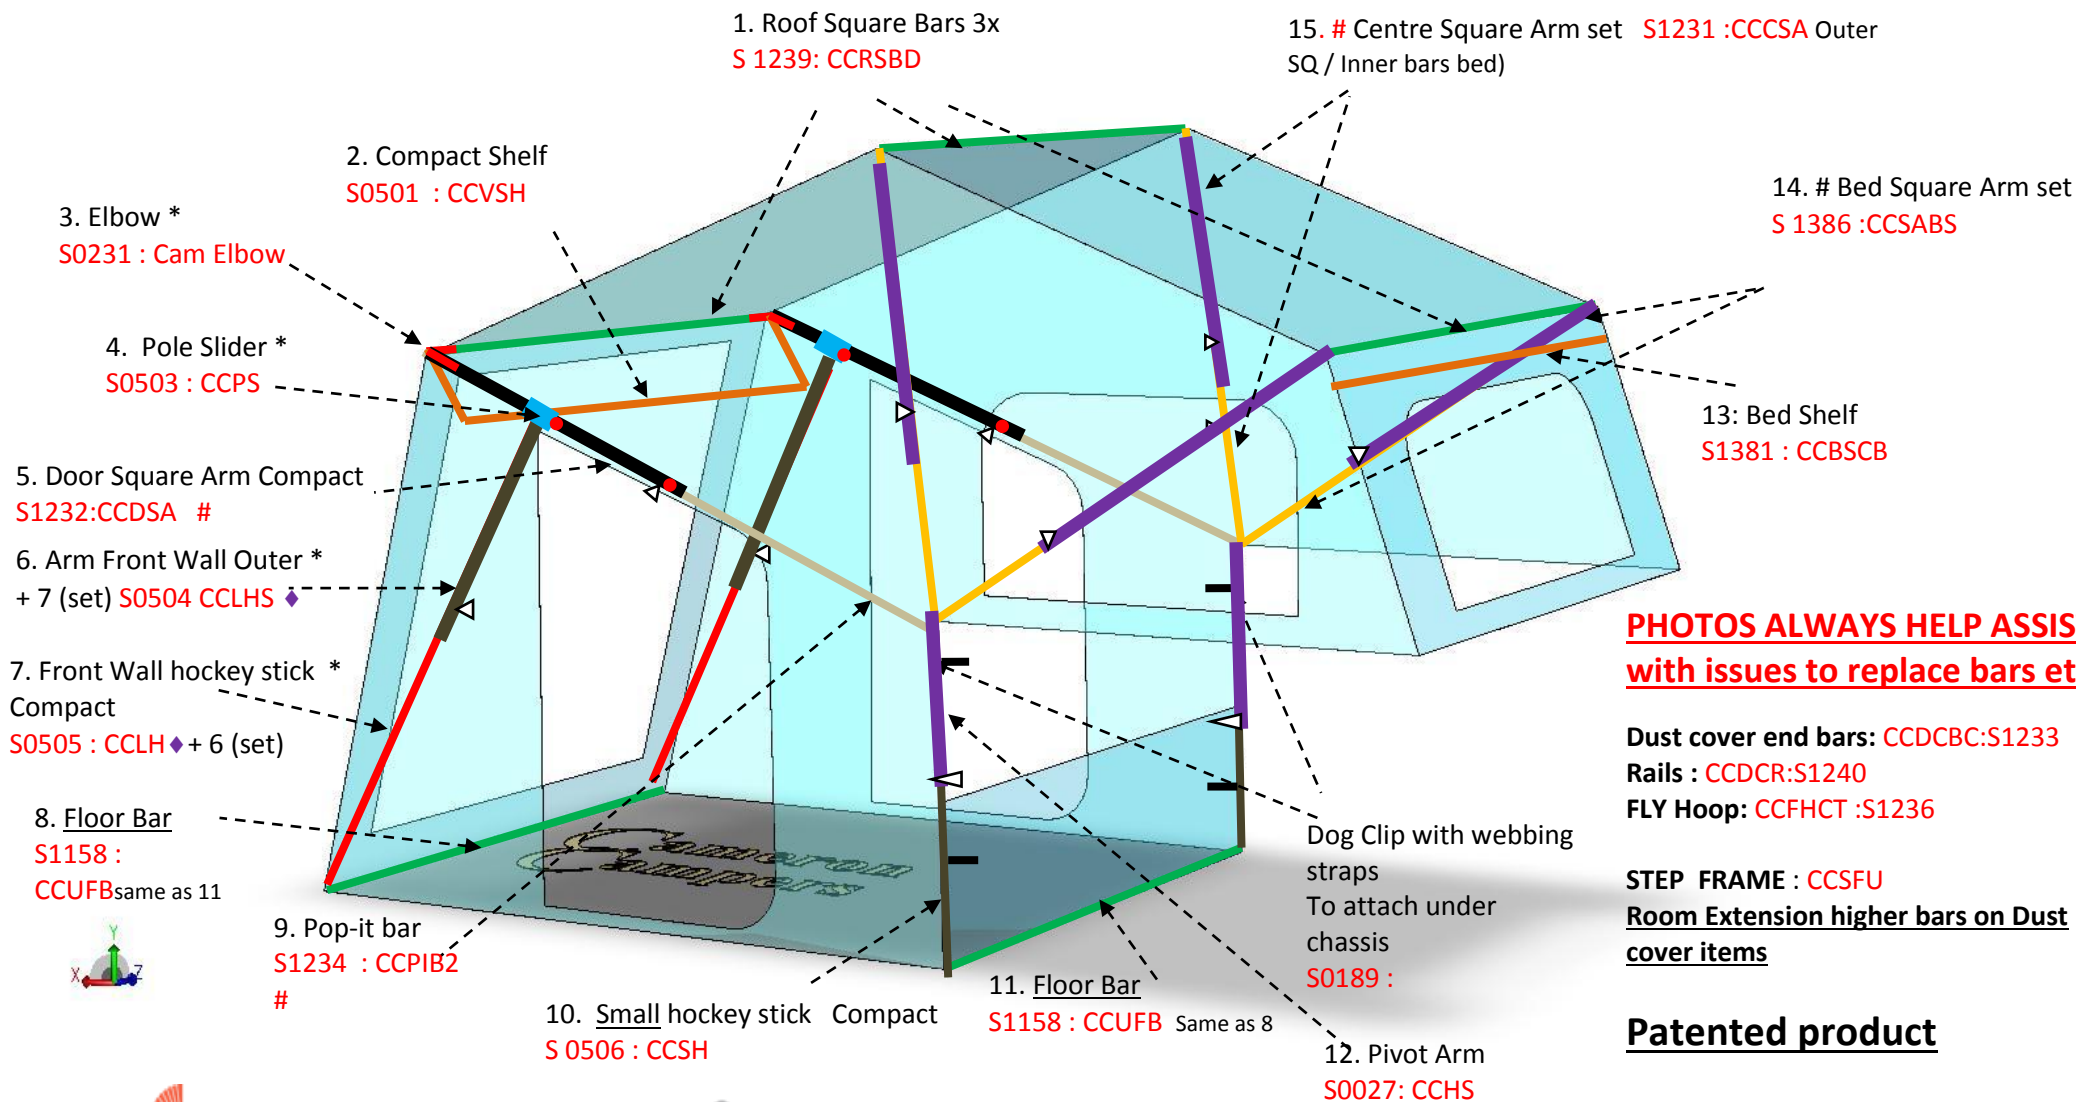 1. Roof Square Bars 3x
S 1239: CCRSBD
15. # Centre Square Arm set   S1231 :CCCSA Outer
SQ / Inner bars bed)
2. Compact Shelf
S0501  : CCVSH
14. # Bed Square Arm set
S 1386 :CCSABS
3. Elbow *
S0231 : Cam Elbow
4.  Pole Slider *
S0503 : CCPS
13: Bed Shelf
S1381 : CCBSCB
5. Door Square Arm Compact
S1232:CCDSA   #
6. Arm Front Wall Outer *
+ 7 (set) S0504 CCLHS ♦
7. Front Wall hockey stick  *
Compact
S0505 : CCLH♦+ 6 (set)
8. Floor Bar
S1158 :
CCUFBsame as 11
9. Pop-it bar
S1234  : CCPIB2
#
10.  Small hockey stick   Compact
S 0506 : CCSH
11. Floor Bar
S1158 : CCUFB  Same as 8
12. Pivot Arm
S0027: CCHS
Dog Clip with webbing
straps
To attach under
chassis
S0189 :
Cameron
Campers
Y
X
Z
PHOTOS ALWAYS HELP ASSIS
with issues to replace bars et
Dust cover end bars: CCDCBC:S1233
Rails : CCDCR:S1240
FLY Hoop: CCFHCT :S1236
STEP  FRAME : CCSFU
Room Extension higher bars on Dust
cover items
Patented product